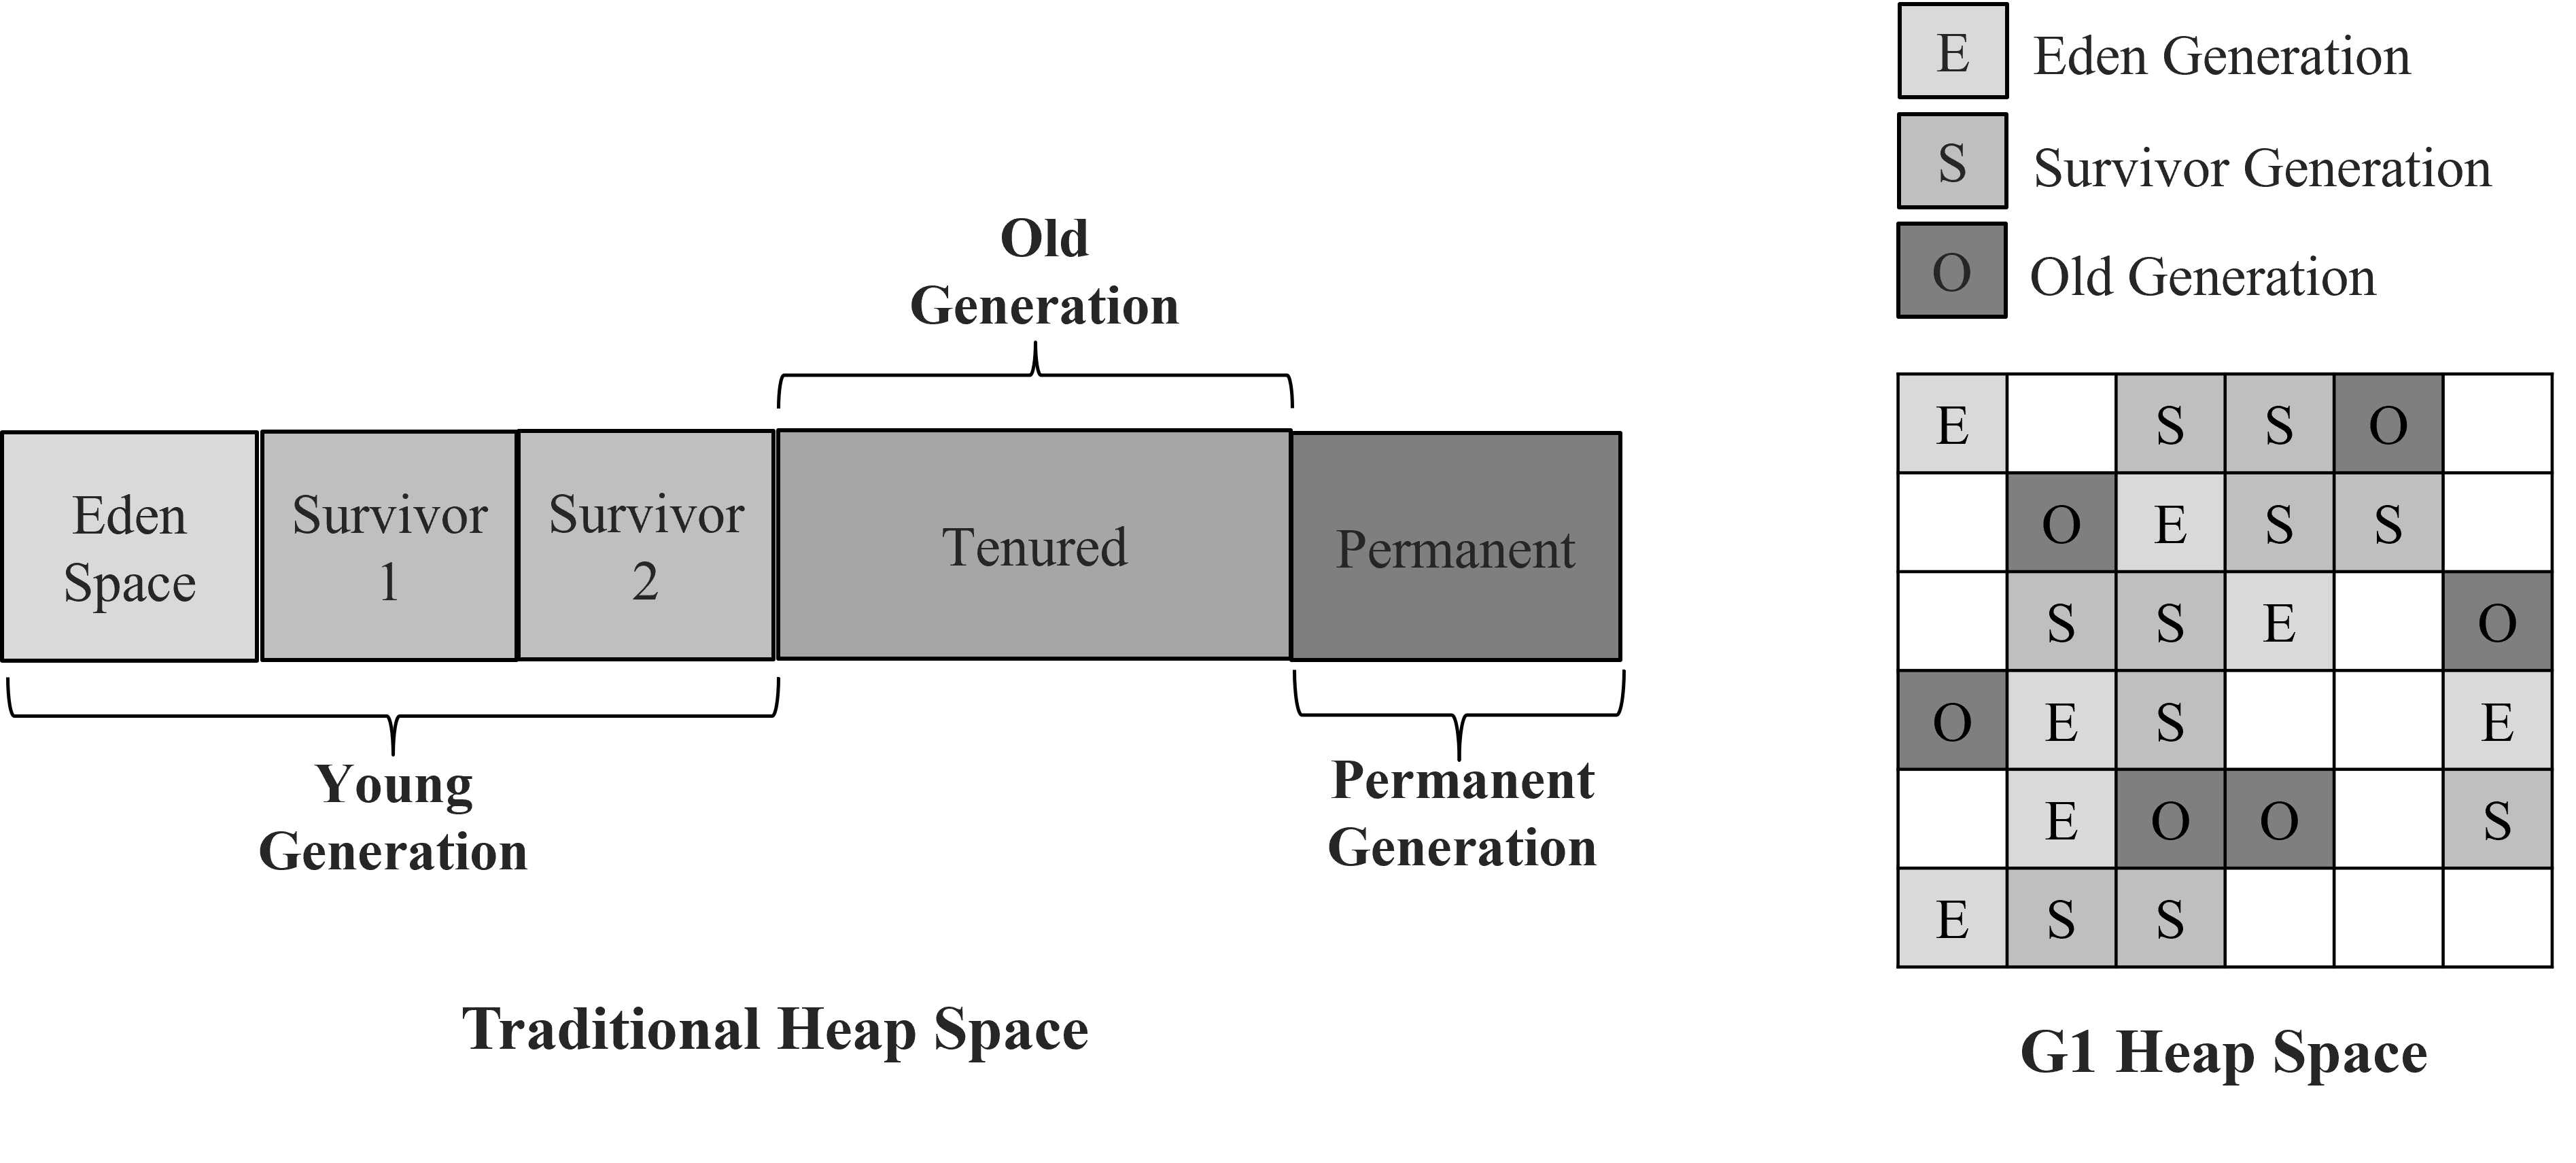 E Eden Generation
S Survivor Generation
O Old Generation
Old
Generation
Eden
Space
Survivor
1
Survivor
2
Tenured
Permanent
Young
Generation
Permanent
Generation
Traditional Heap Space
E S S O
O E S S
S S E O
O E S E
E O O S
E S S
G1 Heap Space